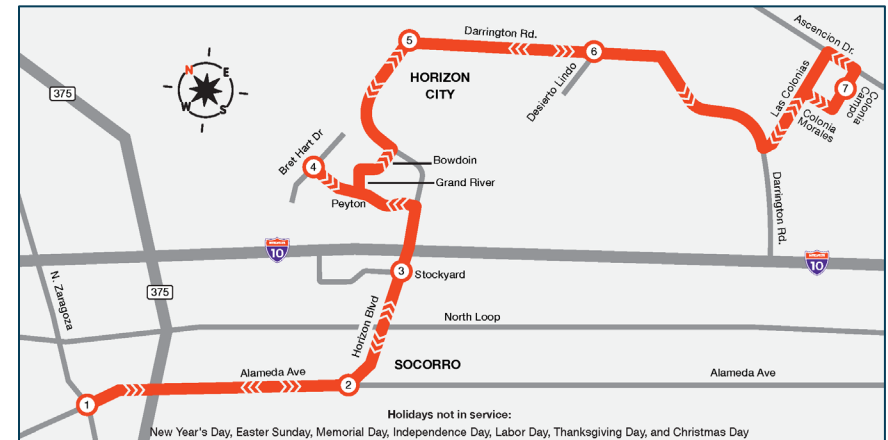 Darrington Rd.
Ascencion Dr.
5
6
HORIZON
CITY
N
E
W
S
375
Desierto Lindo
Las Colonias
7
Colonia
Campo
Colonia
Morales
Bret Hart Dr
4
Bowdoin
Grand River
Peyton
Darrington Rd.
INTERSTATE
10
INTERSTATE
10
3
Stockyard
N. Zaragoza
375
Horizon Blvd
North Loop
SOCORRO
Alameda Ave
2
Alameda Ave
1
Holidays not in service:
New Year's Day, Easter Sunday, Memorial Day, Independence Day, Labor Day, Thanksgiving Day, and Christmas Day